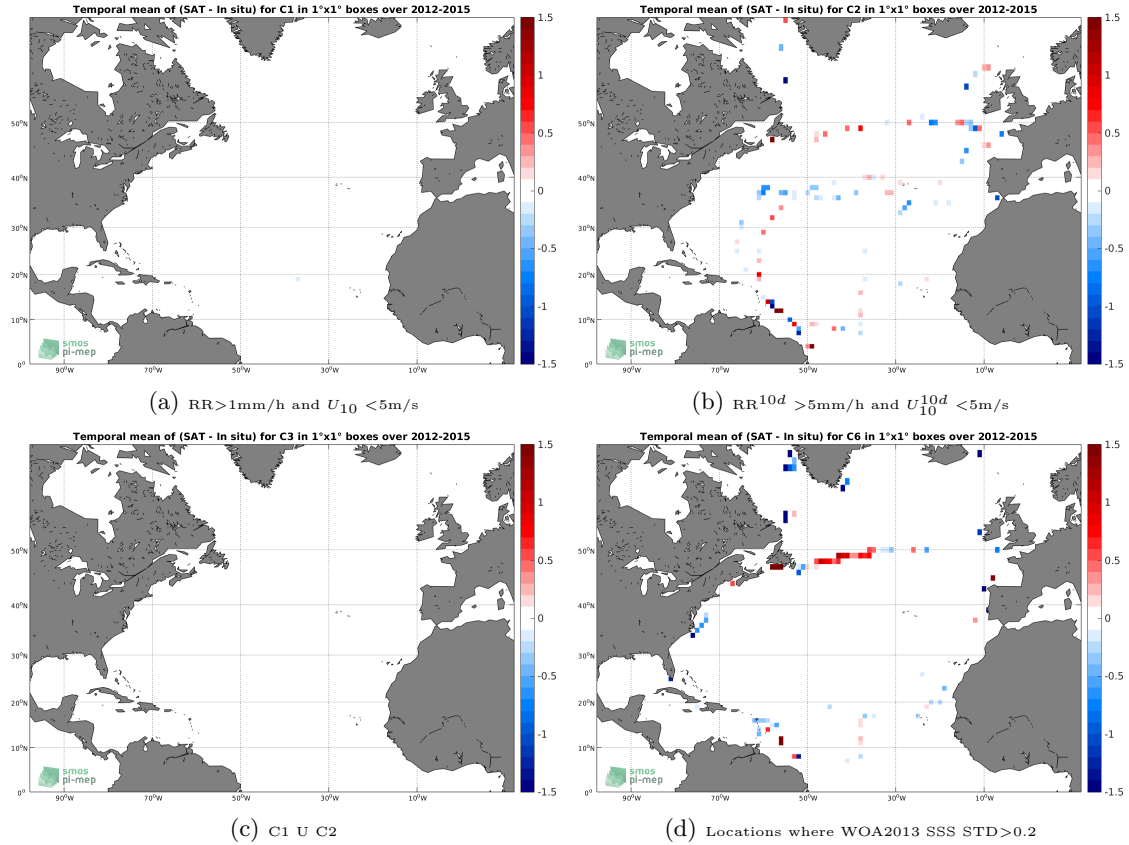 Temporal mean of (SAT - In situ) for C1 in 1°x1° boxes over 2012-2015
50°N
40°N
30°N
20°N
10°N
0°
90°W
70°W
50°W
30°W
10°W
1.5
1
0.5
0
-0.5
-1
-1.5
smos
pi-mep
(a) RR>1mm/h and U10 <5m/s
Temporal mean of (SAT - In situ) for C2 in 1°x1° boxes over 2012-2015
50°N
40°N
30°N
20°N
10°N
0°
90°W
70°W
50°W
30°W
10°W
1.5
1
0.5
0
-0.5
-1
-1.5
smos
pi-mep
(b) RR10d >5mm/h and U10d10 <5m/s
Temporal mean of (SAT - In situ) for C3 in 1°x1° boxes over 2012-2015
50°N
40°N
30°N
20°N
10°N
0°
90°W
70°W
50°W
30°W
10°W
1.5
1
0.5
0
-0.5
-1
-1.5
smos
pi-mep
(c) C1 U C2
Temporal mean of (SAT - In situ) for C6 in 1°x1° boxes over 2012-2015
50°N
40°N
30°N
20°N
10°N
0°
90°W
70°W
50°W
30°W
10°W
1.5
1
0.5
0
-0.5
-1
-1.5
smos
pi-mep
(d) Locations where WOA2013 SSS STD>0.2